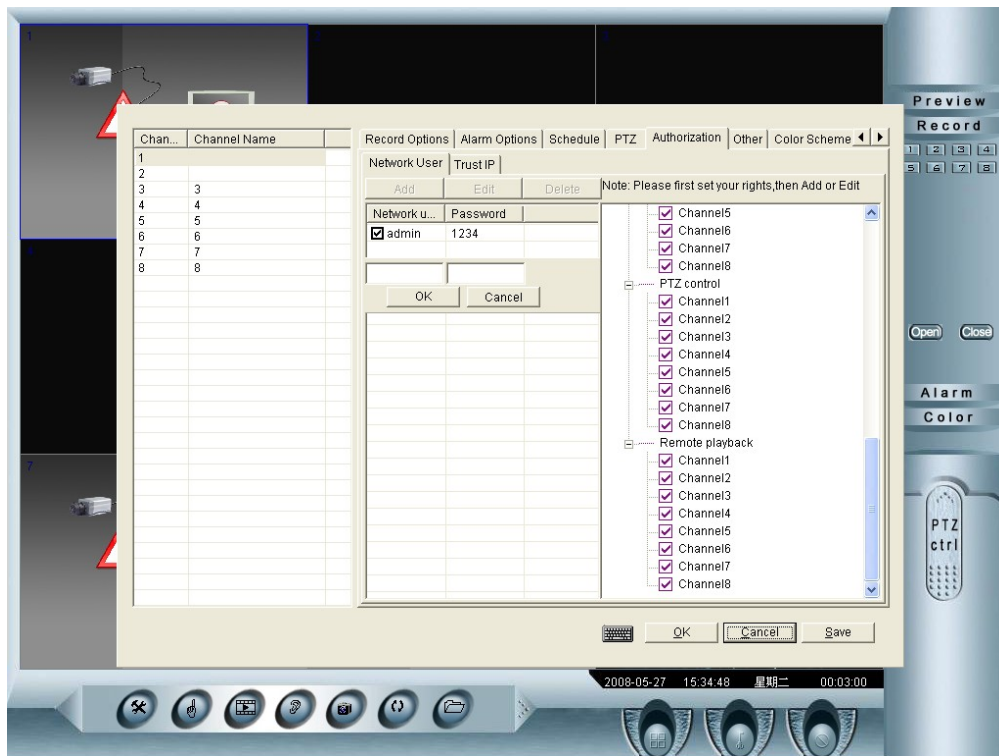 1
Preview
Record
1 2 3 4
5 6 7 8
Chan... Channel Name
1
2
3 3
4 4
5 5
6 6
7 7
8 8
Record Options Alarm Options Schedule PTZ Authorization Other Color Scheme
Network User Trust IP
Add Edit Delete Note: Please first set your rights,then Add or Edit
Network u... Password
admin 1234
OK Cancel
Channel5
Channel6
Channel7
Channel8
PTZ control
Channel1
Channel2
Channel3
Channel4
Channel5
Channel6
Channel7
Channel8
Remote playback
Channel1
Channel2
Channel3
Channel4
Channel5
Channel6
Channel7
Channel8
Open Close
Alarm
Color
7
PTZ
ctrl
OK Cancel Save
2008-05-27 15:34:48 星期二 00:03:00